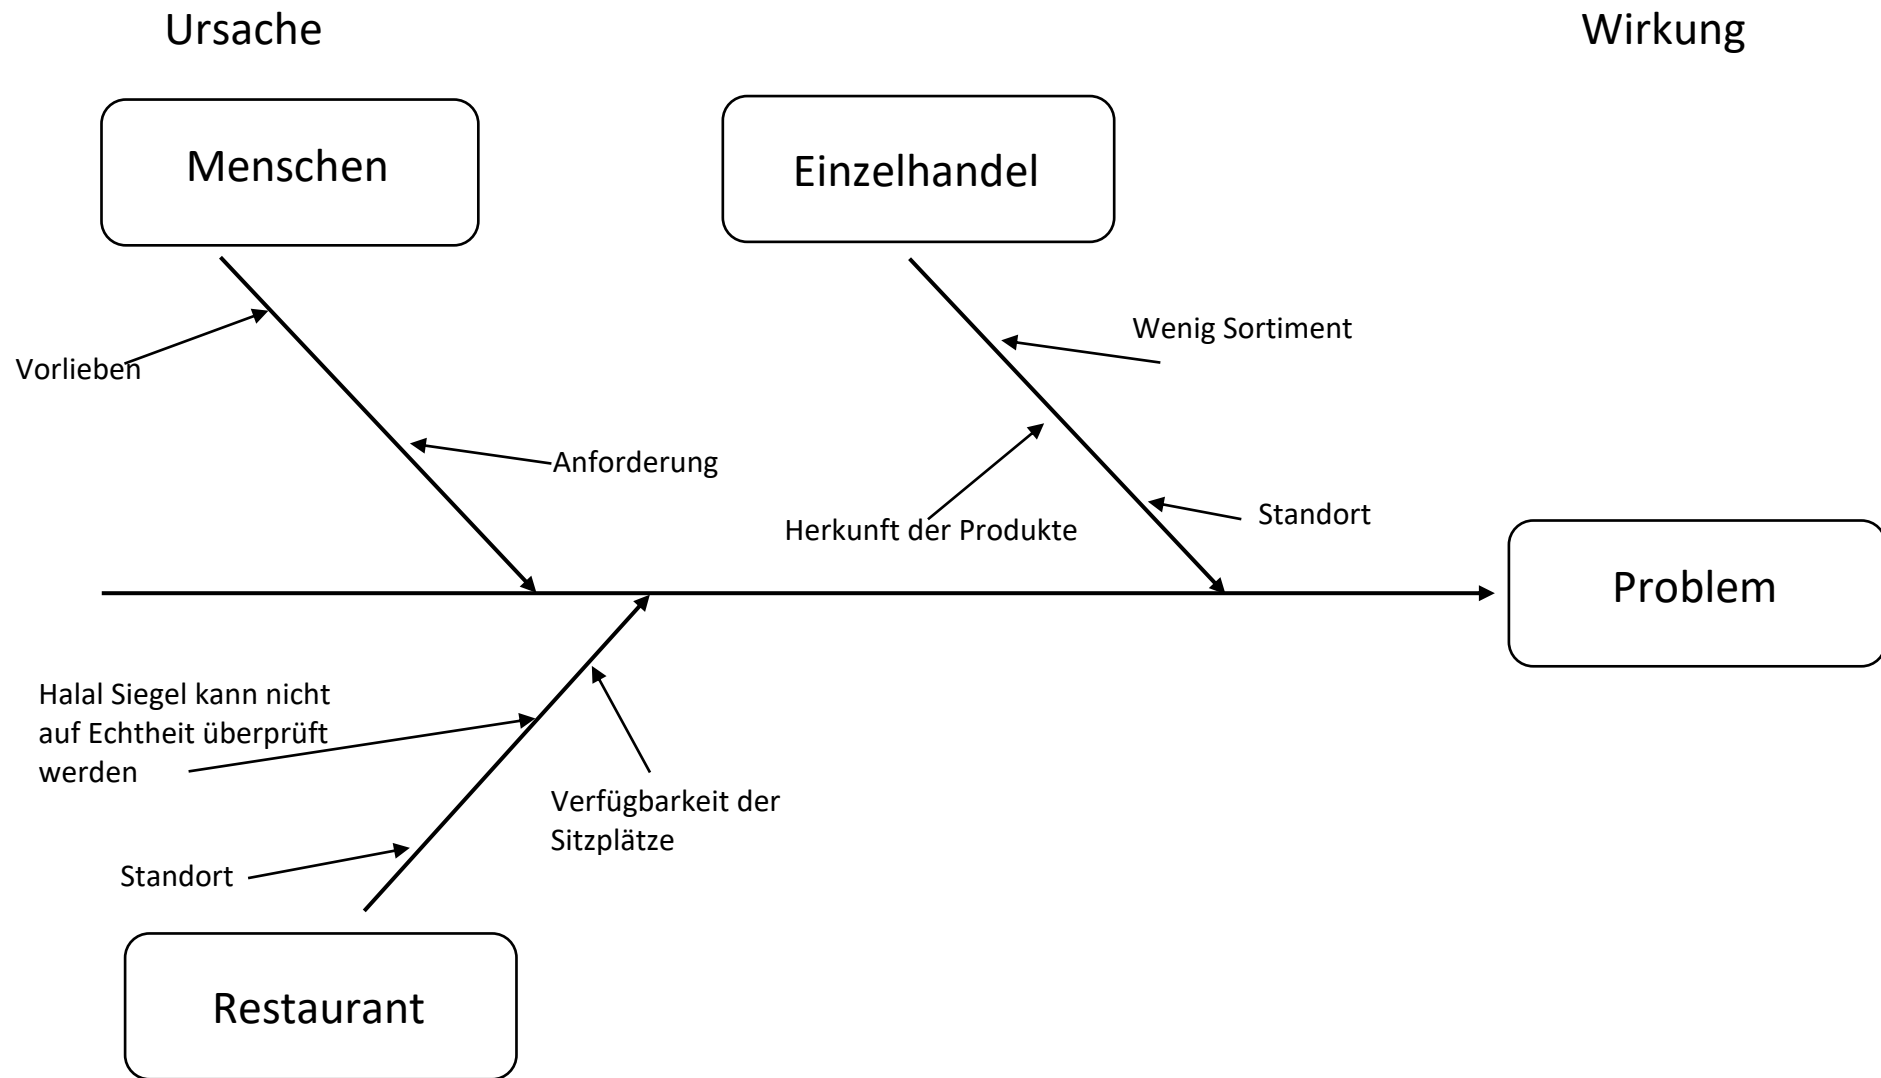 Ursache
Wirkung
Menschen
Einzelhandel
Wenig Sortiment
Vorlieben
Anforderung
Herkunft der Produkte
Standort
Problem
Halal Siegel kann nicht
auf Echtheit überprüft
werden
Verfügbarkeit der
Sitzplätze
Standort
Restaurant